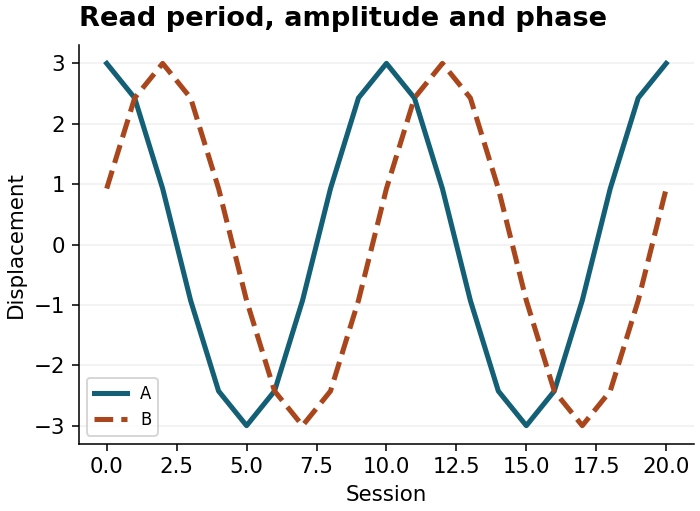 Read period, amplitude and phase
Displacement
3
2
1
0
−1
−2
−3
A
B
0.0 2.5 5.0 7.5 10.0 12.5 15.0 17.5 20.0
Session